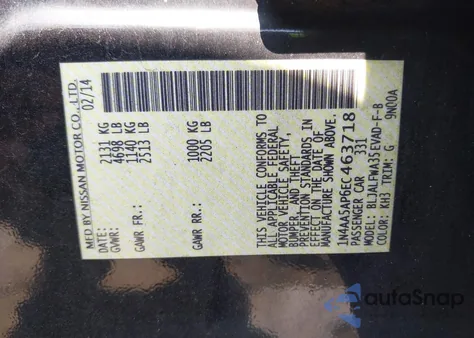 MFD BY NISSAN MOTOR CO., LTD.
DATE: 02/14
GVWR: 2131 KG
4698 LB
GAWR FR.: 1140 KG
2513 LB
GAWR RR.: 1000 KG
2205 LB
THIS VEHICLE CONFORMS TO
ALL APPLICABLE FEDERAL
MOTOR VEHICLE SAFETY,
BUMPER, AND THEFT
PREVENTION STANDARDS IN
EFFECT ON THE DATE OF
MANUFACTURE SHOWN ABOVE.
1N4AA5AP0EC463718
PASSENGER CAR 331
MODEL: BLJALFWA35EVAD-F-B
COLOR: KH3 TRIM: G 9N00A
autoSnap